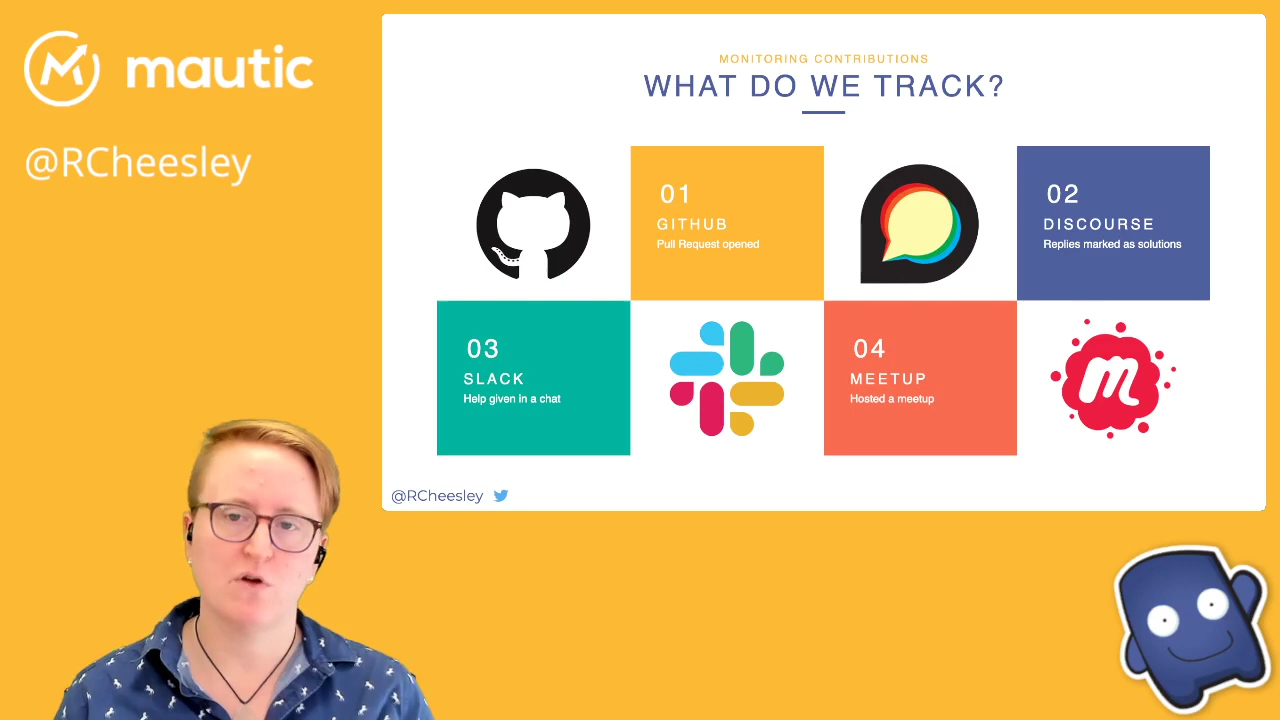 mautic
@RCheesley
MONITORING CONTRIBUTIONS
WHAT DO WE TRACK?
01
GITHUB
Pull Request opened
02
DISCOURSE
Replies marked as solutions
03
SLACK
Help given in a chat
04
MEETUP
Hosted a meetup
@RCheesley